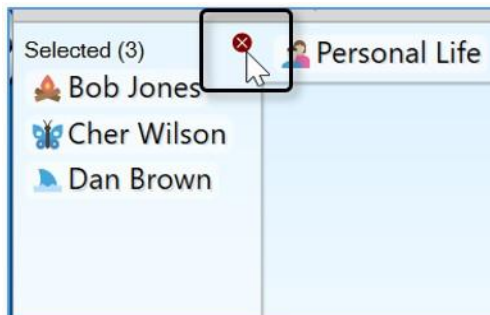 Selected (3)
Personal Life
Bob Jones
Cher Wilson
Dan Brown